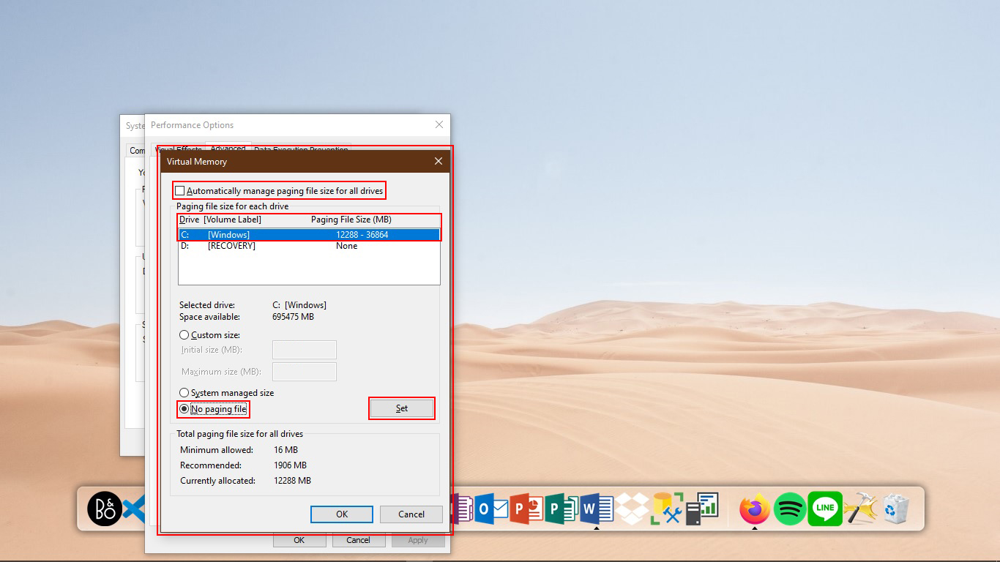 Syste
Performance Options
Com
Visual Effects
Advanced
Data Execution Prevention
Virtual Memory
Automatically manage paging file size for all drives
Paging file size for each drive
Drive [Volume Label] Paging File Size (MB)
C: [Windows] 12288 - 36864
D: [RECOVERY] None
Selected drive: C: [Windows]
Space available: 695475 MB
Custom size:
Initial size (MB):
Maximum size (MB):
System managed size
No paging file
Set
Total paging file size for all drives
Minimum allowed: 16 MB
Recommended: 1906 MB
Currently allocated: 12288 MB
OK Cancel
OK Cancel Apply
B&O
LINE